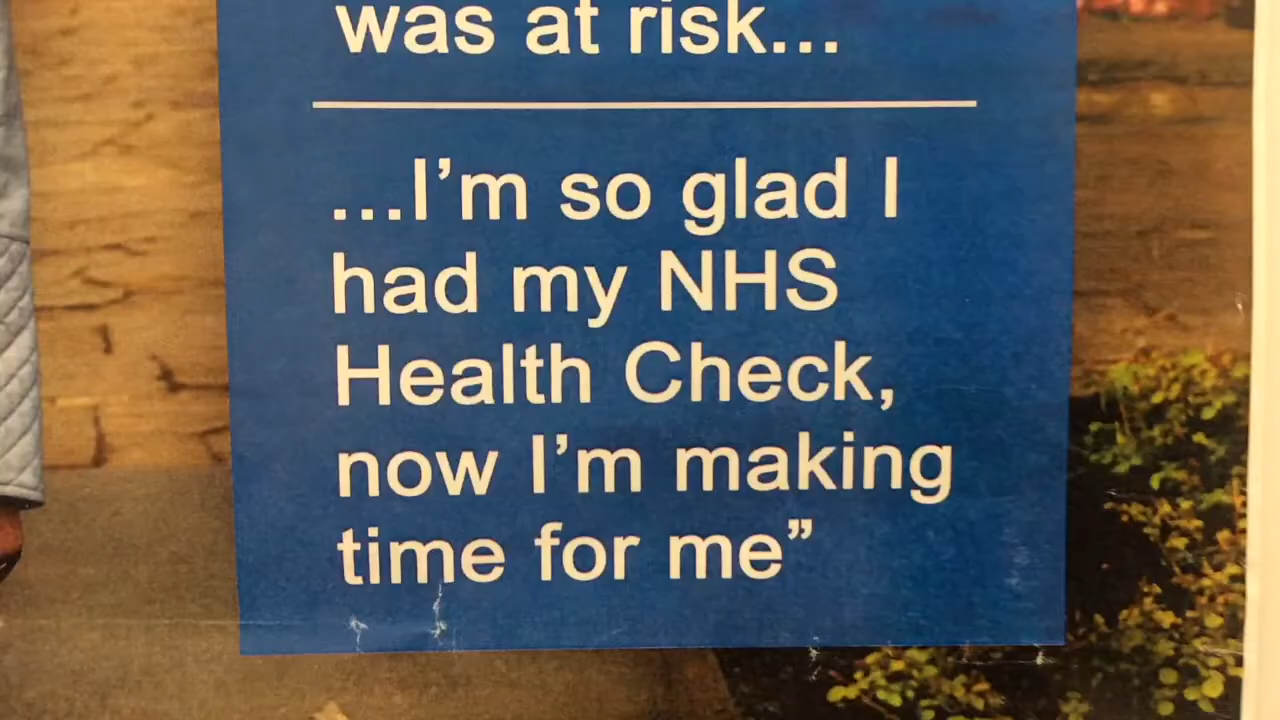 was at risk...
...I'm so glad I
had my NHS
Health Check,
now I'm making
time for me”